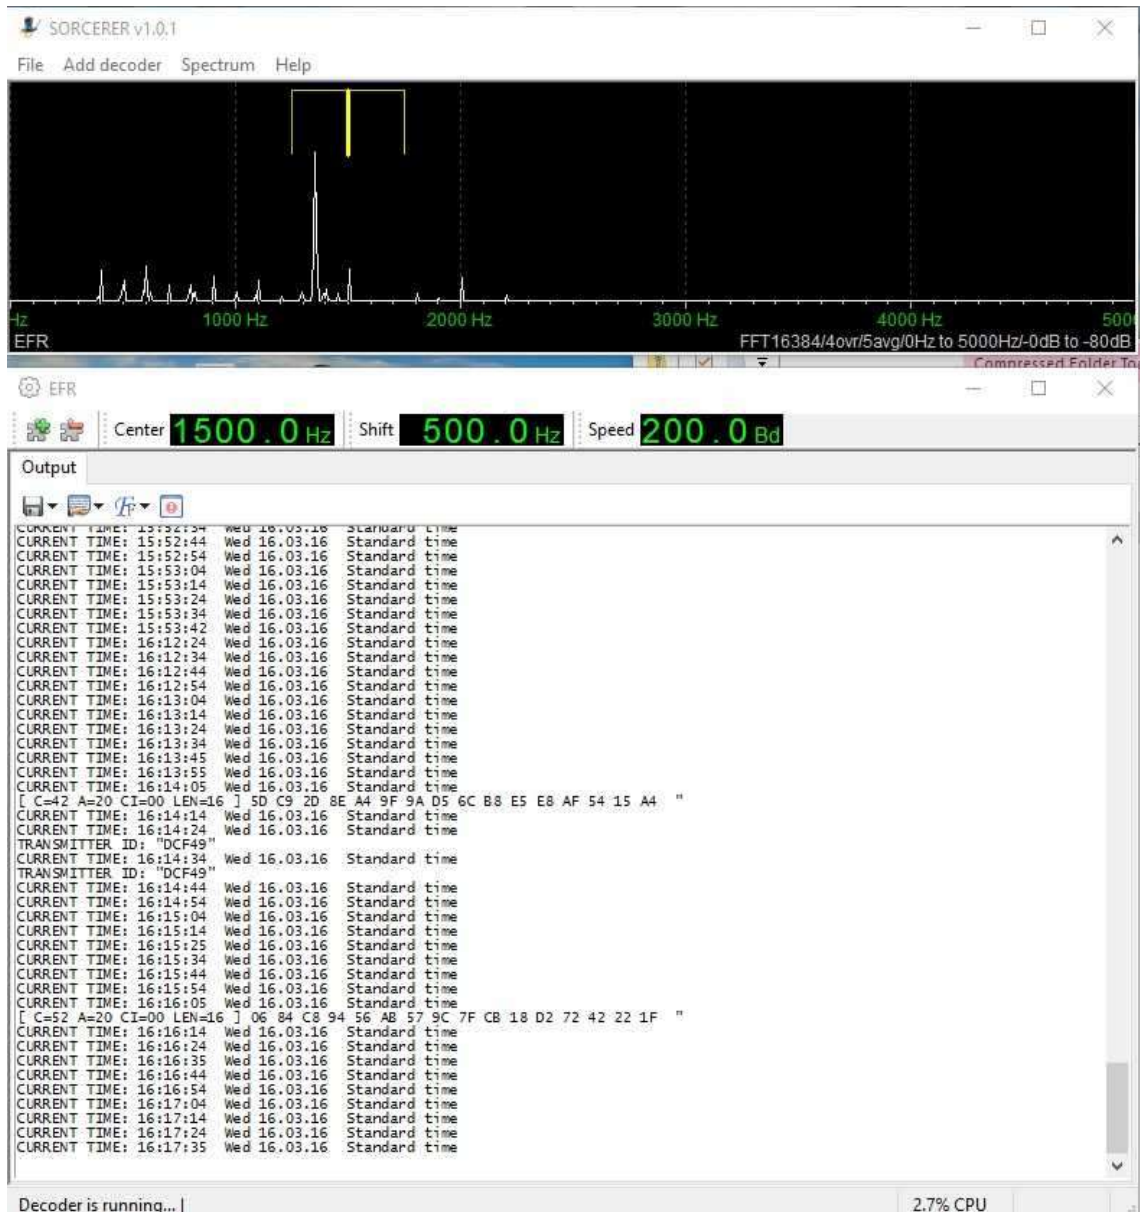 SORCERER v1.0.1
File Add decoder Spectrum Help
Hz 1000 Hz 2000 Hz 3000 Hz 4000 Hz 500
EFR FFT16384/4ovr/5avg/0Hz to 5000Hz/-0dB to -80dB
Compressed Folder To
EFR
Center 1500.0 Hz Shift 500.0 Hz Speed 200.0 Bd
Output
CURRENT TIME: 15:52:34 Wed 16.03.16 Standard time
CURRENT TIME: 15:52:44 Wed 16.03.16 Standard time
CURRENT TIME: 15:52:54 Wed 16.03.16 Standard time
CURRENT TIME: 15:53:04 Wed 16.03.16 Standard time
CURRENT TIME: 15:53:14 Wed 16.03.16 Standard time
CURRENT TIME: 15:53:24 Wed 16.03.16 Standard time
CURRENT TIME: 15:53:34 Wed 16.03.16 Standard time
CURRENT TIME: 15:53:42 Wed 16.03.16 Standard time
CURRENT TIME: 16:12:24 Wed 16.03.16 Standard time
CURRENT TIME: 16:12:34 Wed 16.03.16 Standard time
CURRENT TIME: 16:12:44 Wed 16.03.16 Standard time
CURRENT TIME: 16:12:54 Wed 16.03.16 Standard time
CURRENT TIME: 16:13:04 Wed 16.03.16 Standard time
CURRENT TIME: 16:13:14 Wed 16.03.16 Standard time
CURRENT TIME: 16:13:24 Wed 16.03.16 Standard time
CURRENT TIME: 16:13:34 Wed 16.03.16 Standard time
CURRENT TIME: 16:13:45 Wed 16.03.16 Standard time
CURRENT TIME: 16:13:55 Wed 16.03.16 Standard time
CURRENT TIME: 16:14:05 Wed 16.03.16 Standard time
[ C=42 A=20 CI=00 LEN=16 ] 5D C9 2D 8E A4 9F 9A D5 6C B8 E5 E8 AF 54 15 A4 "
CURRENT TIME: 16:14:14 Wed 16.03.16 Standard time
CURRENT TIME: 16:14:24 Wed 16.03.16 Standard time
TRANSMITTER ID: "DCF49"
CURRENT TIME: 16:14:34 Wed 16.03.16 Standard time
TRANSMITTER ID: "DCF49"
CURRENT TIME: 16:14:44 Wed 16.03.16 Standard time
CURRENT TIME: 16:14:54 Wed 16.03.16 Standard time
CURRENT TIME: 16:15:04 Wed 16.03.16 Standard time
CURRENT TIME: 16:15:14 Wed 16.03.16 Standard time
CURRENT TIME: 16:15:25 Wed 16.03.16 Standard time
CURRENT TIME: 16:15:34 Wed 16.03.16 Standard time
CURRENT TIME: 16:15:44 Wed 16.03.16 Standard time
CURRENT TIME: 16:15:54 Wed 16.03.16 Standard time
CURRENT TIME: 16:16:05 Wed 16.03.16 Standard time
[ C=52 A=20 CI=00 LEN=16 ] 06 84 C8 94 56 AB 57 9C 7F CB 18 D2 72 42 22 1F "
CURRENT TIME: 16:16:14 Wed 16.03.16 Standard time
CURRENT TIME: 16:16:24 Wed 16.03.16 Standard time
CURRENT TIME: 16:16:35 Wed 16.03.16 Standard time
CURRENT TIME: 16:16:44 Wed 16.03.16 Standard time
CURRENT TIME: 16:16:54 Wed 16.03.16 Standard time
CURRENT TIME: 16:17:04 Wed 16.03.16 Standard time
CURRENT TIME: 16:17:14 Wed 16.03.16 Standard time
CURRENT TIME: 16:17:24 Wed 16.03.16 Standard time
CURRENT TIME: 16:17:35 Wed 16.03.16 Standard time
Decoder is running... | 2.7% CPU